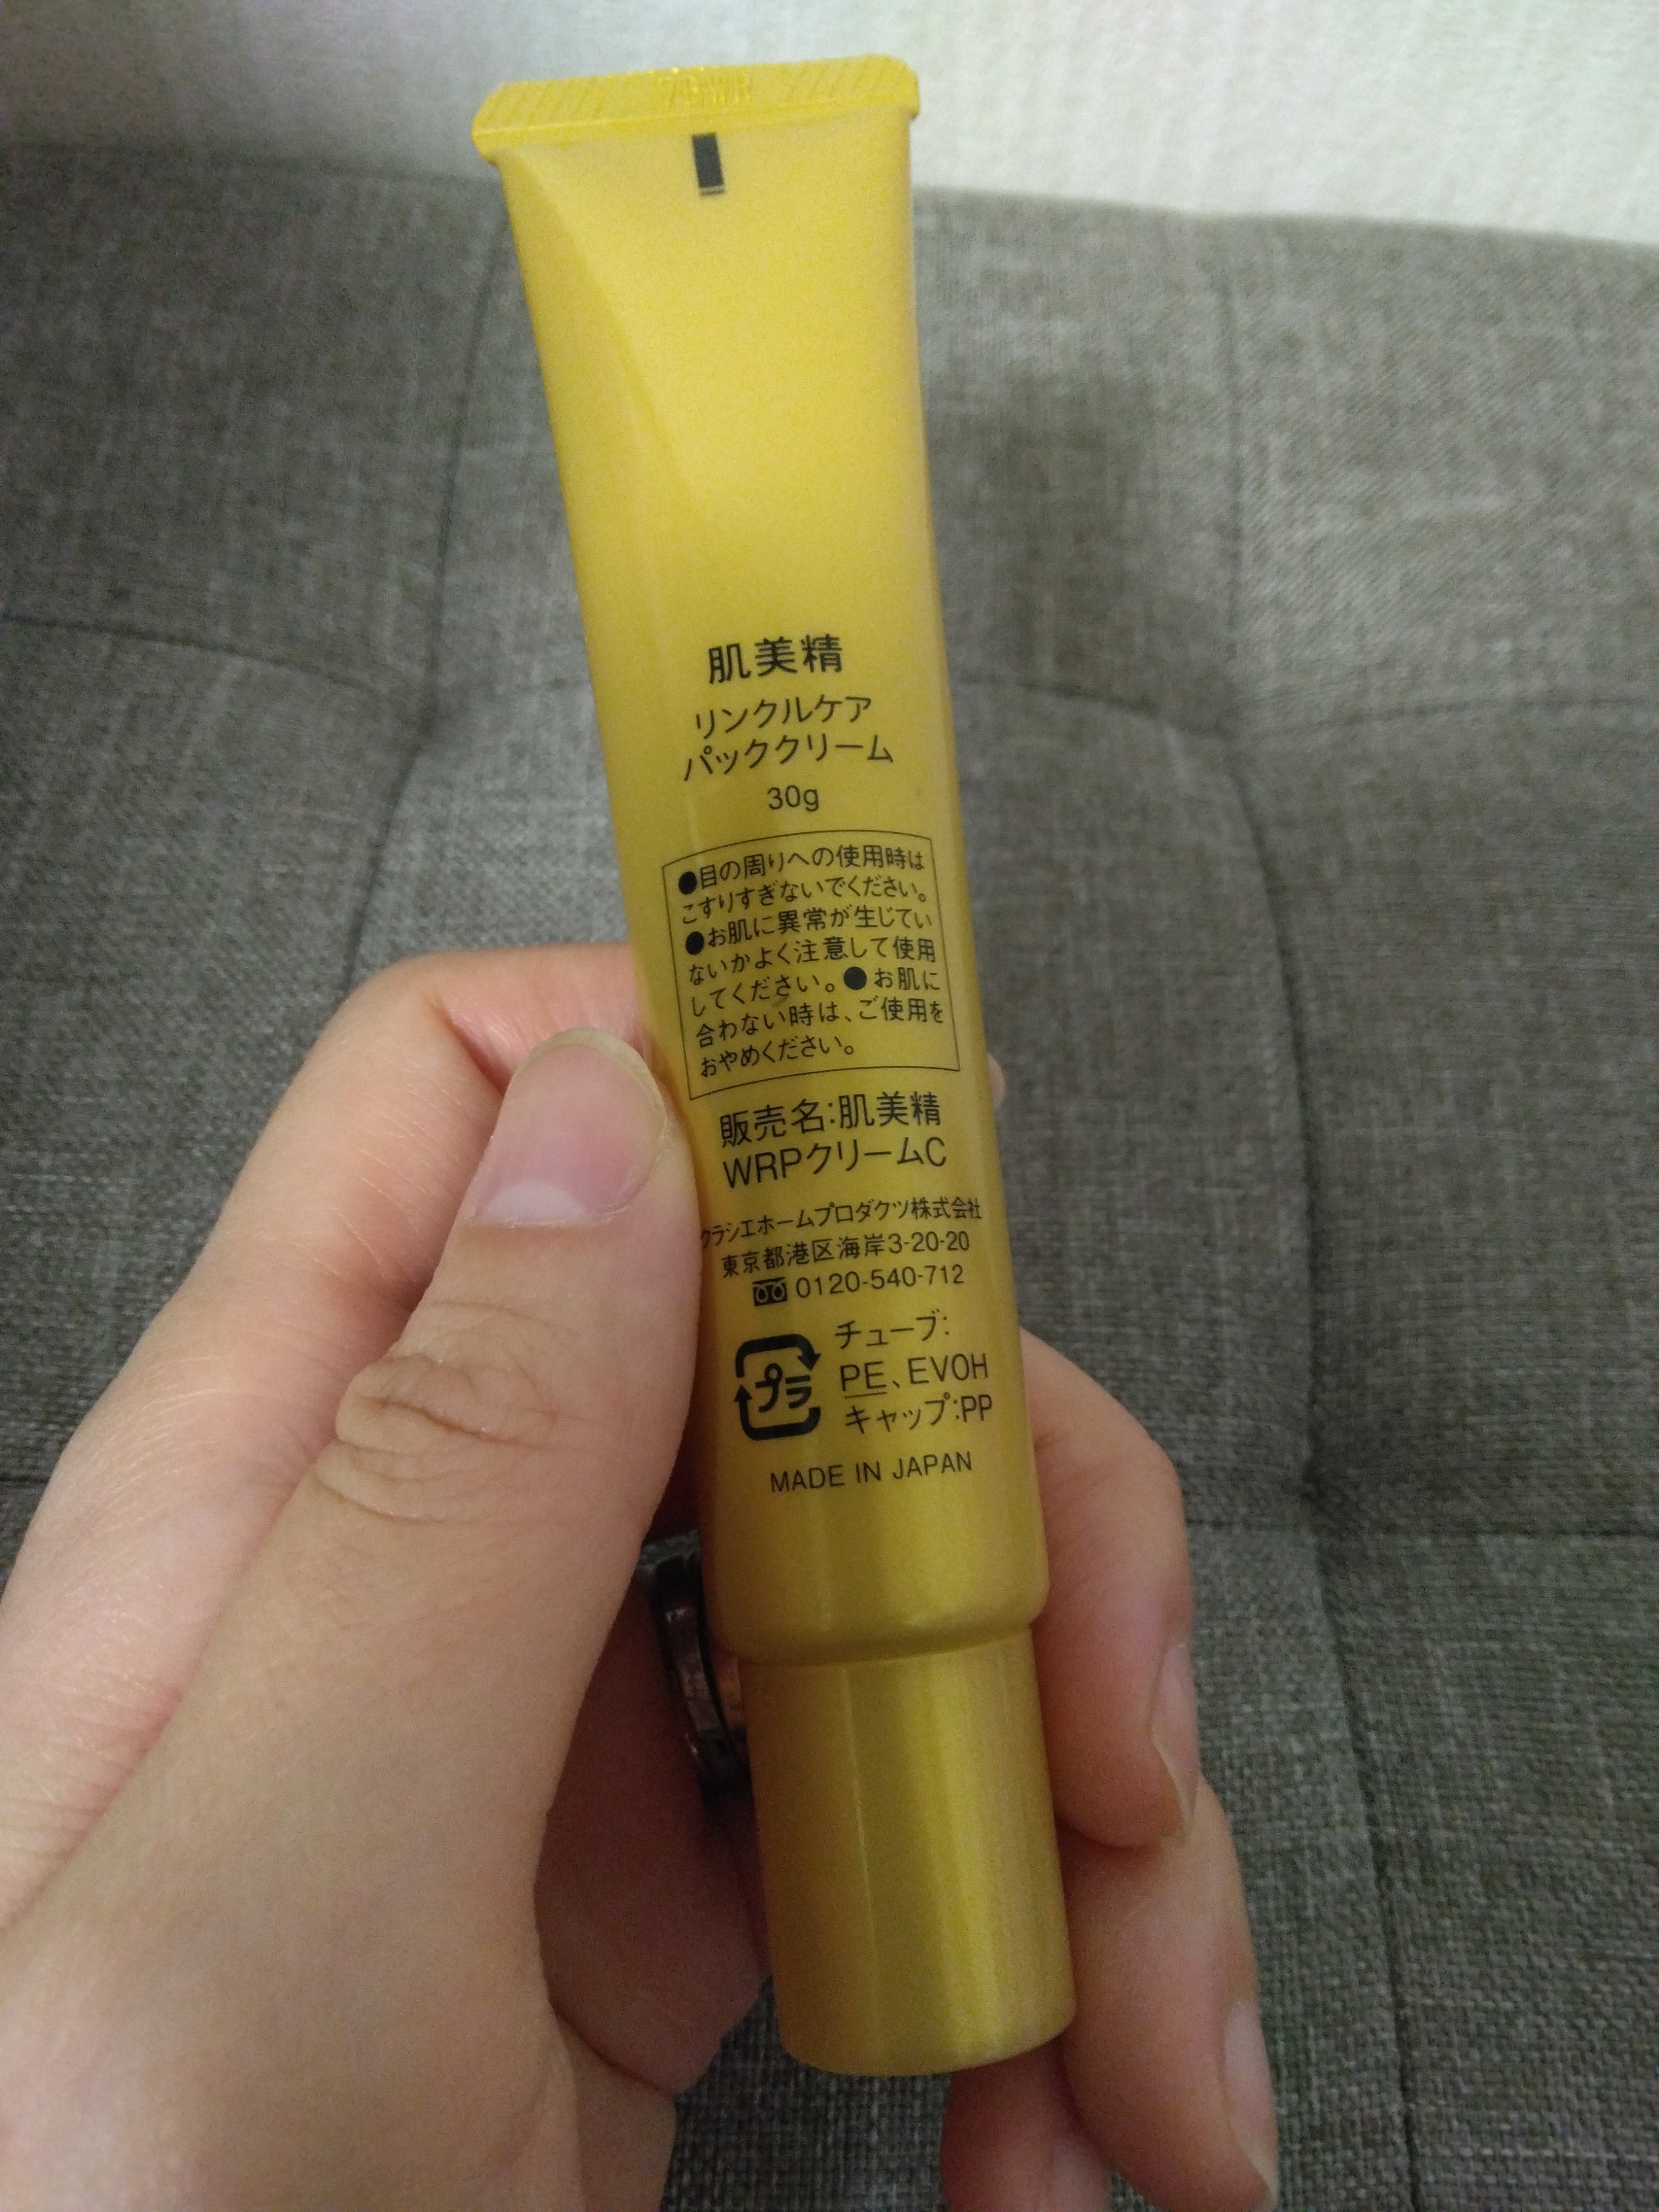 肌美精
リンクルケア
パッククリーム
30g
●目の周りへの使用時は
こすりすぎないでください。
●お肌に異常が生じてい
ないかよく注意して使用
してください。●お肌に
合わない時は、ご使用を
おやめください。
販売名:肌美精
WRPクリームC
クラシエホームプロダクツ株式会社
東京都港区海岸3-20-20
0120-540-712
プラ
チューブ:
PE、EVOH
キャップ:PP
MADE IN JAPAN